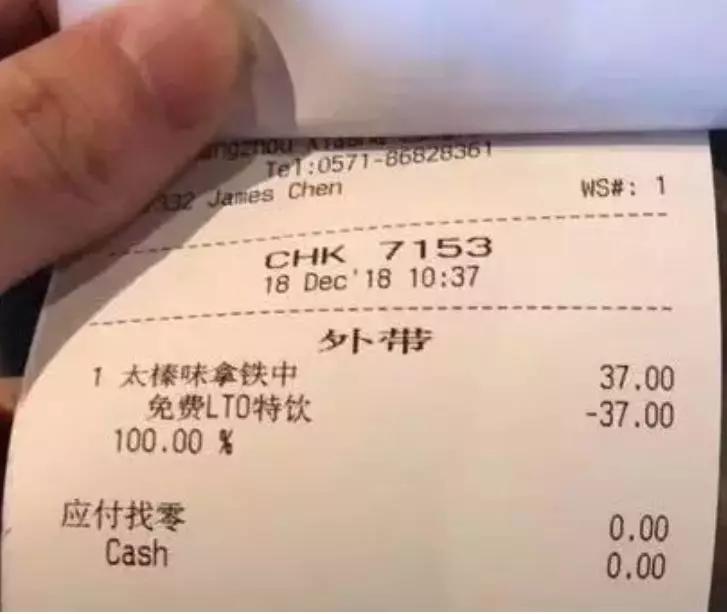 Tel:0571-86828361
332 James Chen WS#: 1
CHK 7153
18 Dec'18 10:37
外带
1 太榛味拿铁中 37.00
免费LTO特饮 -37.00
100.00 %
应付找零 0.00
Cash 0.00